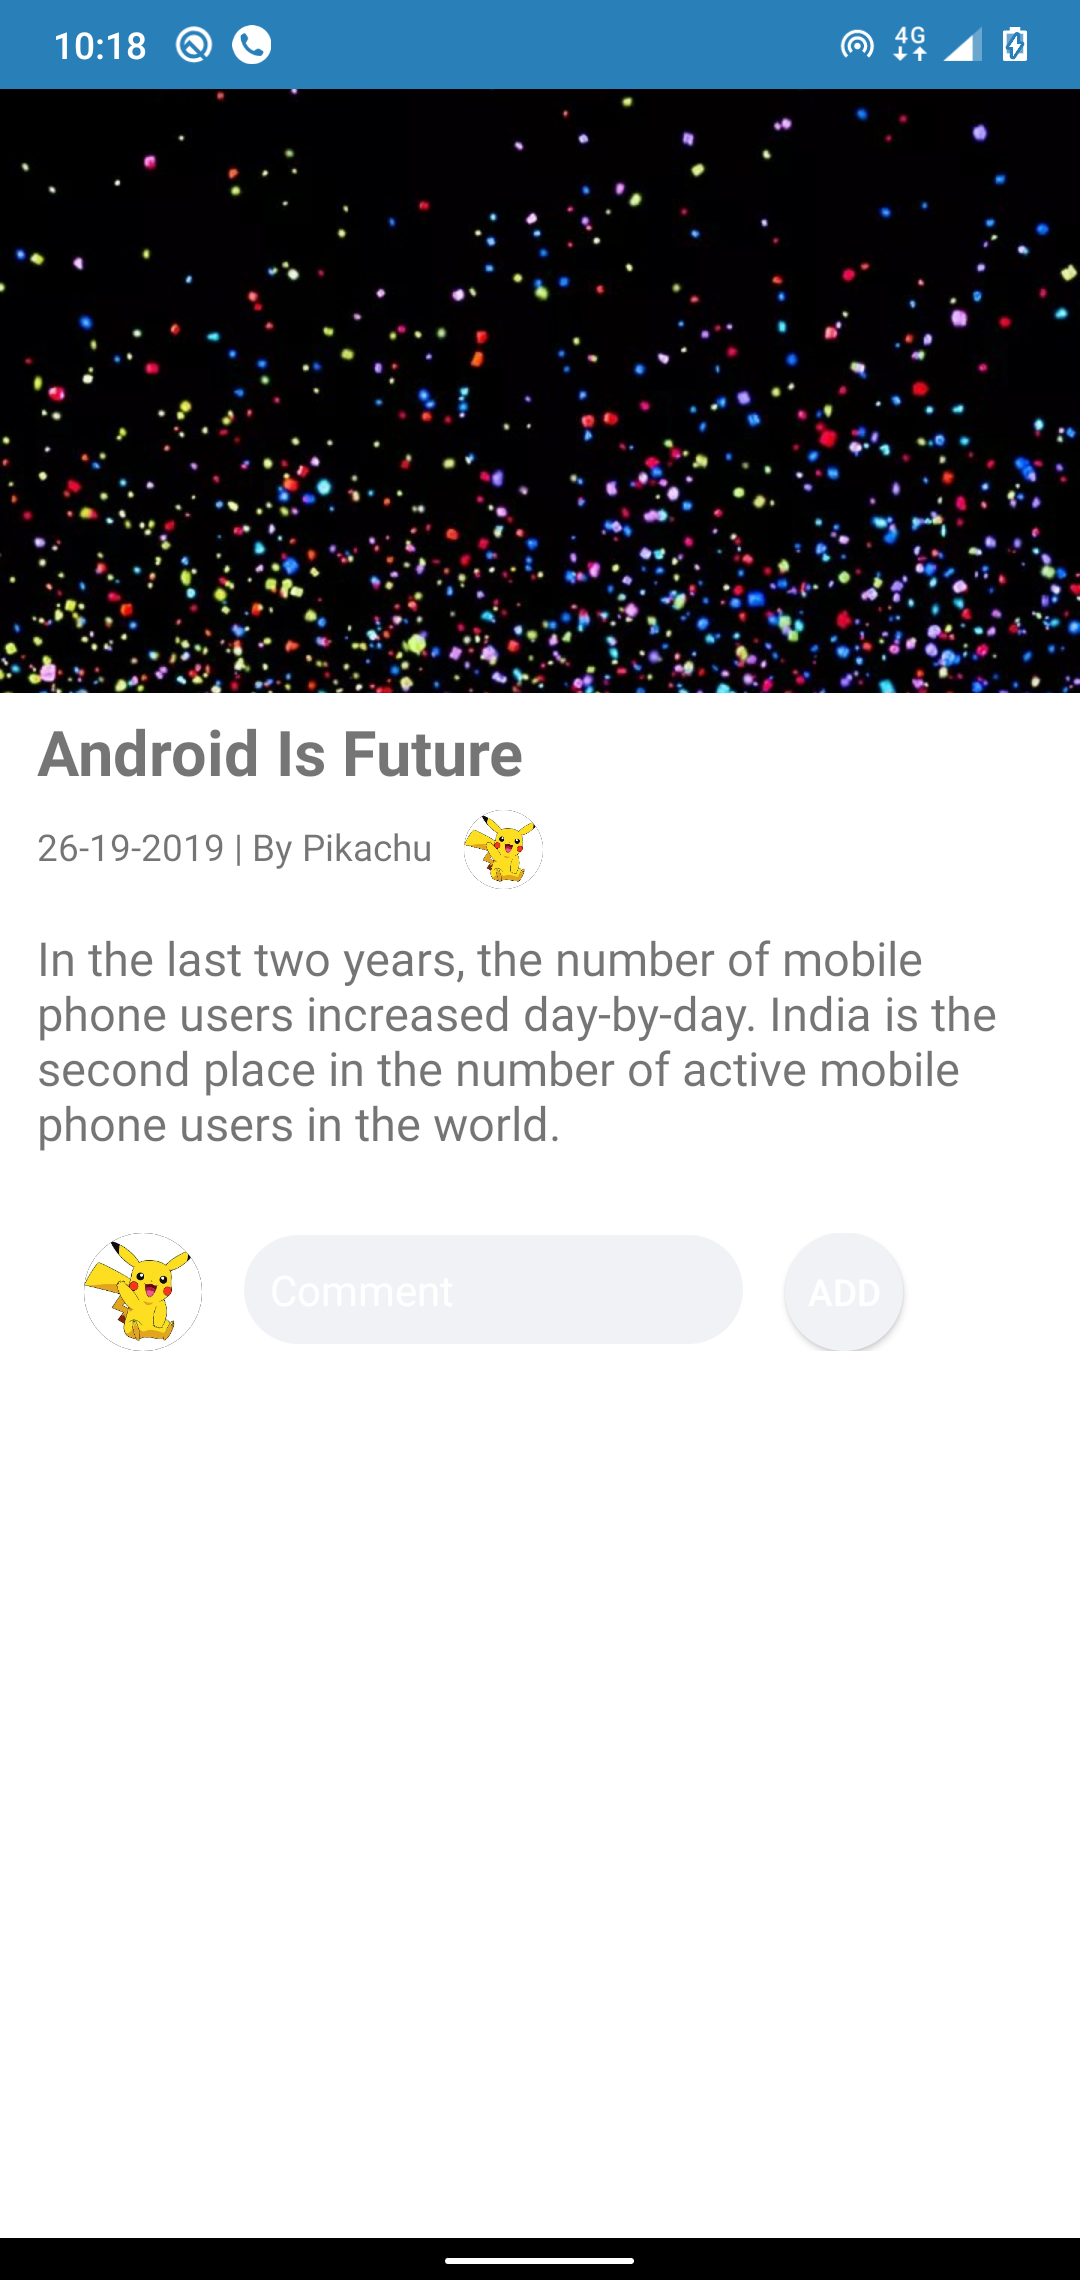 10:18
4G
Android Is Future
26-19-2019 | By Pikachu
In the last two years, the number of mobile
phone users increased day-by-day. India is the
second place in the number of active mobile
phone users in the world.
Comment
ADD